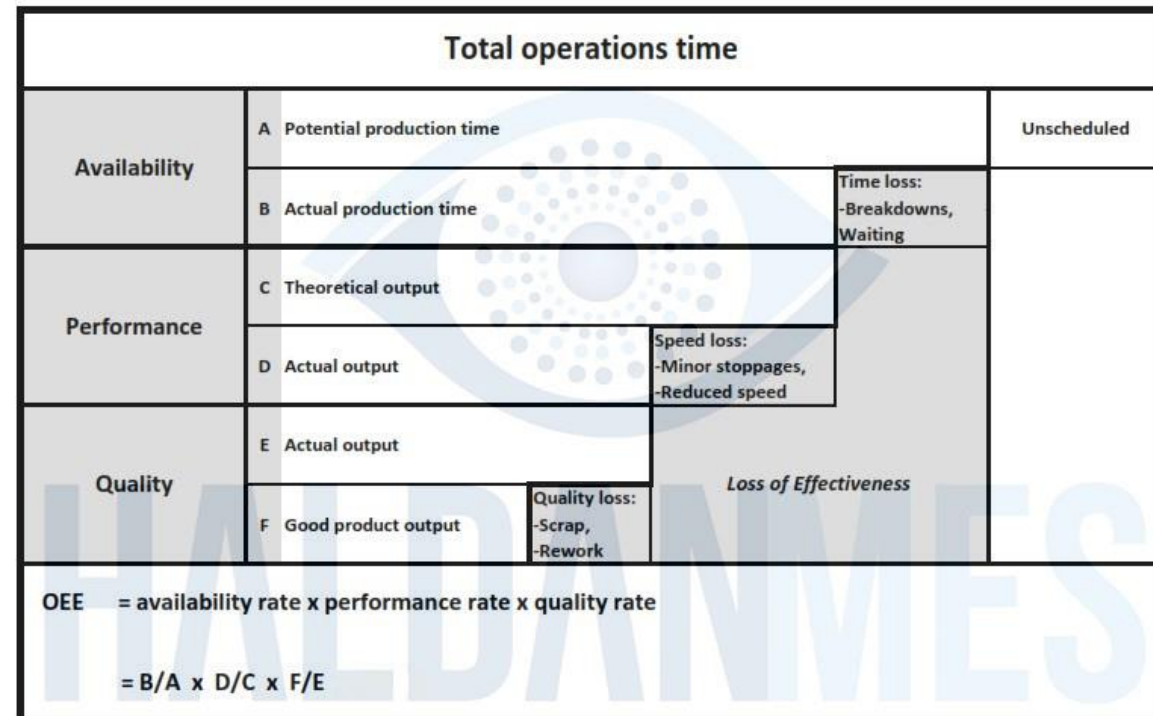 Total operations time
Availability
A Potential production time
Unscheduled
B Actual production time
Time loss:
-Breakdowns,
Waiting
Performance
C Theoretical output
D Actual output
Speed loss:
-Minor stoppages,
-Reduced speed
Quality
E Actual output
Loss of Effectiveness
F Good product output
Quality loss:
-Scrap,
-Rework
OEE = availability rate x performance rate x quality rate
= B/A x D/C x F/E
HALDANMES